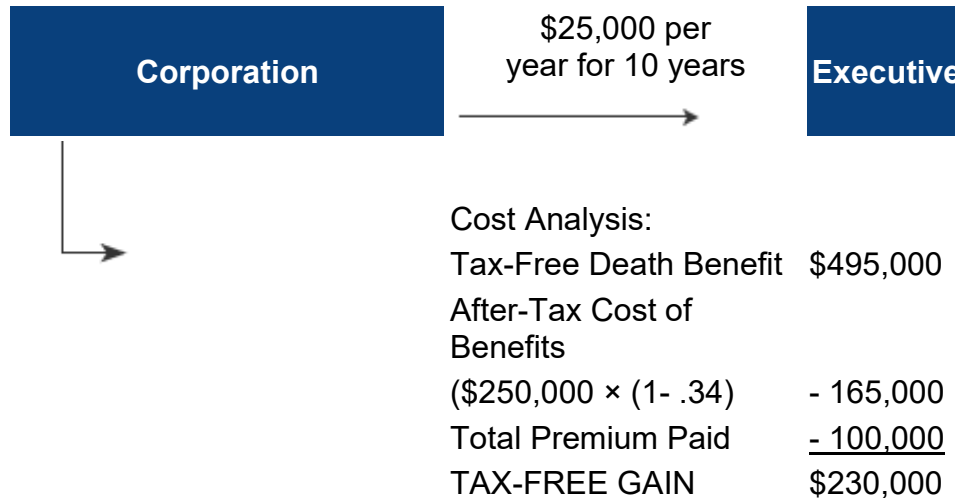 $25,000 per
year for 10 years
Corporation
Executive
Cost Analysis:
Tax-Free Death Benefit $495,000
After-Tax Cost of
Benefits
($250,000 × (1- .34) - 165,000
Total Premium Paid - 100,000
TAX-FREE GAIN $230,000